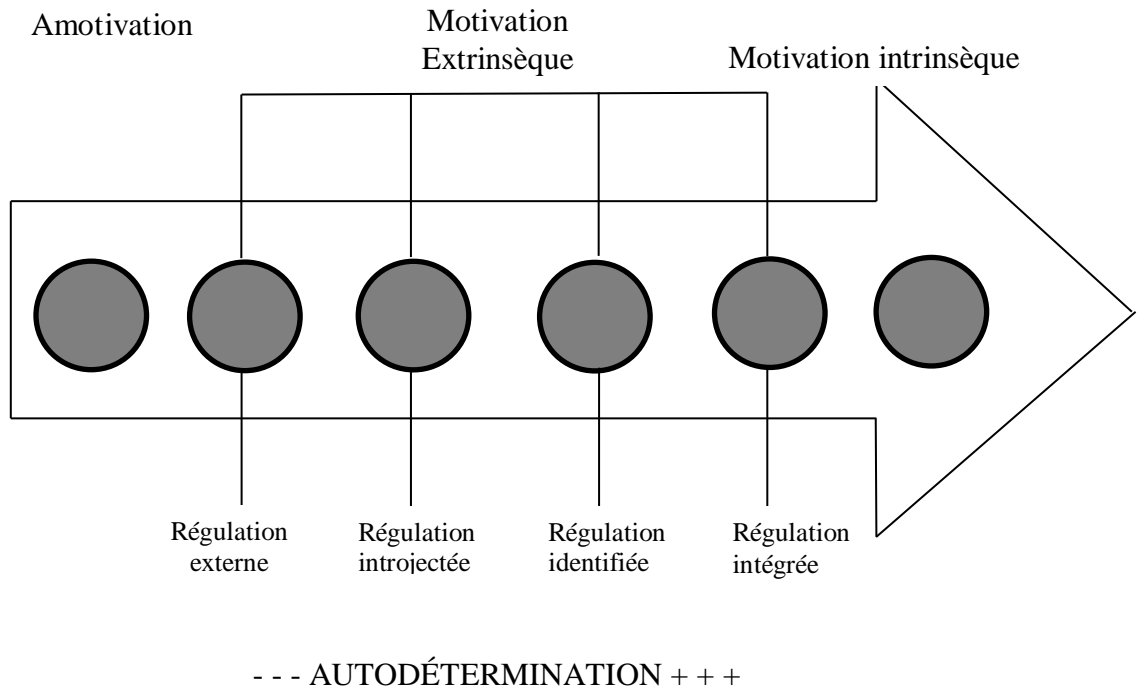 Amotivation
Motivation
Extrinsèque
Motivation intrinsèque
Régulation
externe
Régulation
introjectée
Régulation
identifiée
Régulation
intégrée
- - - AUTODÉTERMINATION + + +